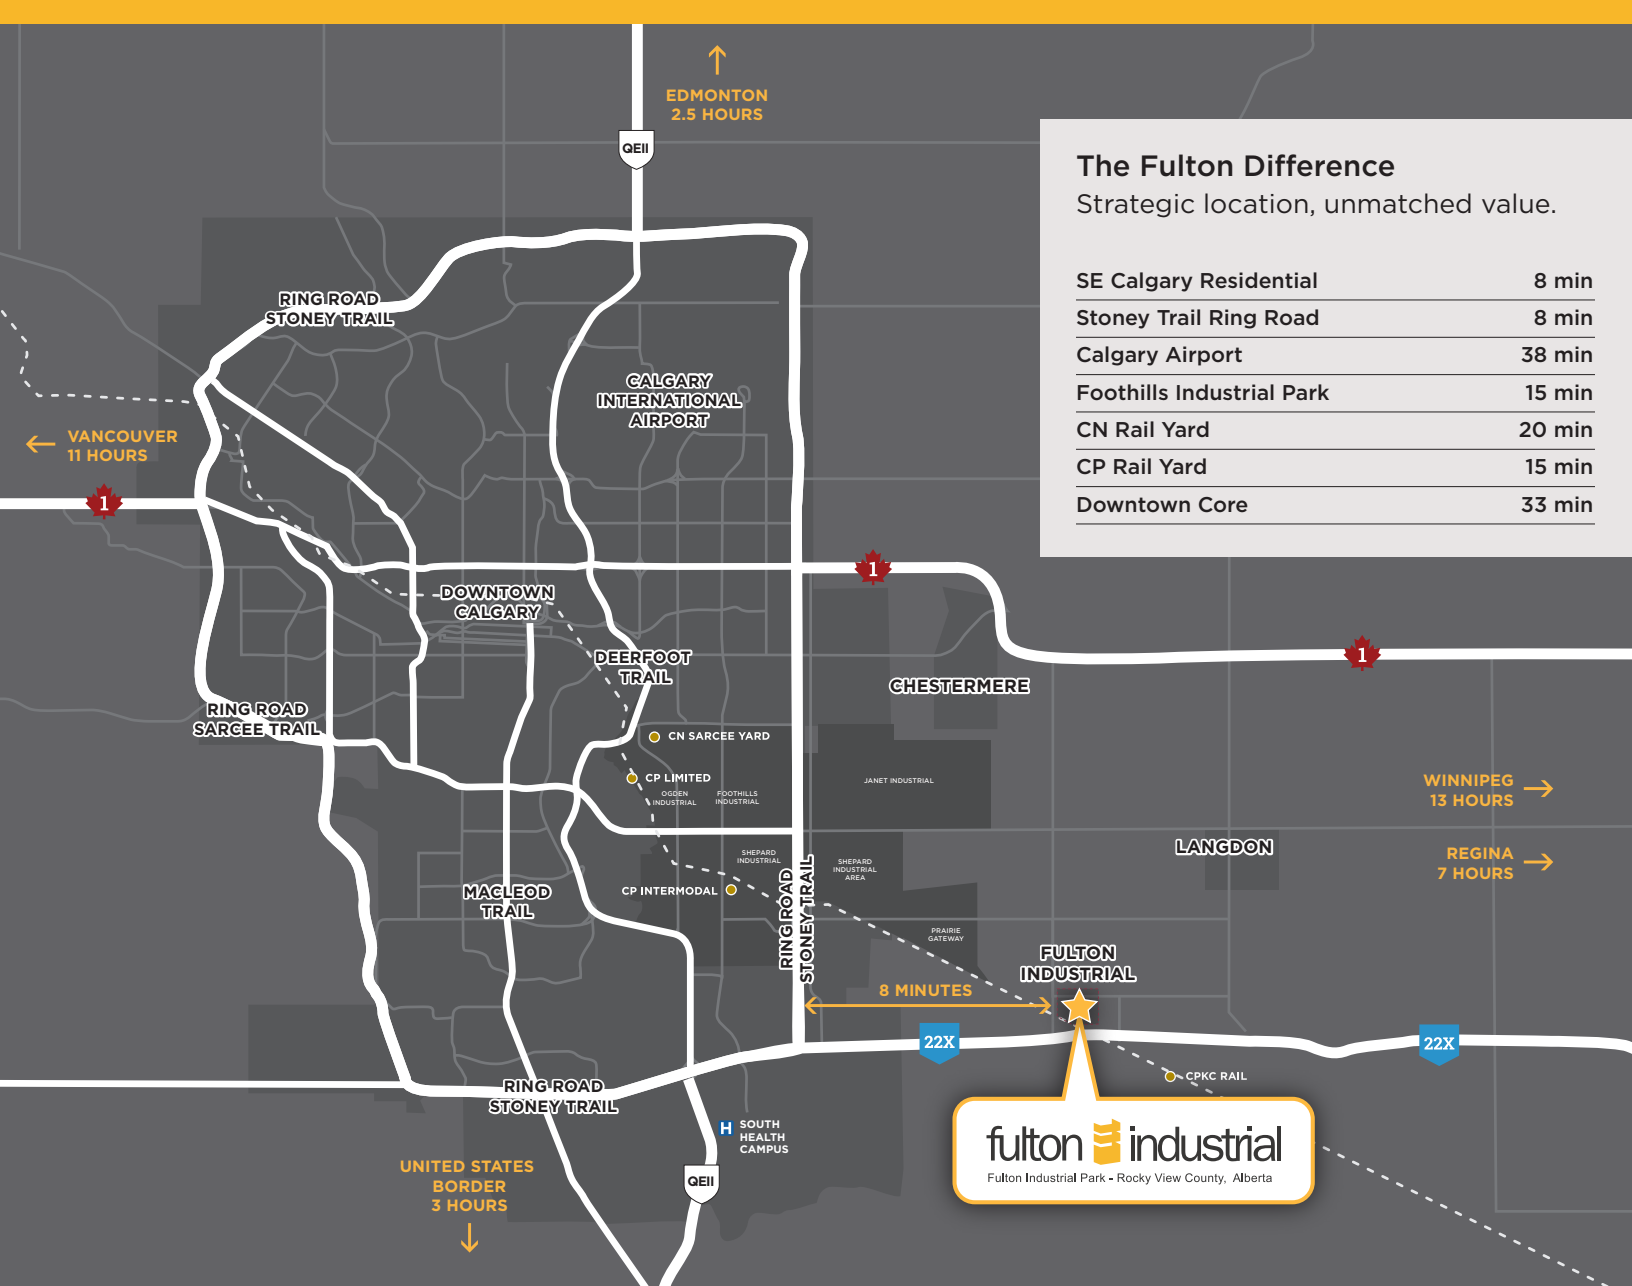 EDMONTON
2.5 HOURS
QEII
The Fulton Difference
Strategic location, unmatched value.
SE Calgary Residential 8 min
Stoney Trail Ring Road 8 min
Calgary Airport 38 min
Foothills Industrial Park 15 min
CN Rail Yard 20 min
CP Rail Yard 15 min
Downtown Core 33 min
RING ROAD
STONEY TRAIL
CALGARY
INTERNATIONAL
AIRPORT
VANCOUVER
11 HOURS
1
1
1
DOWNTOWN
CALGARY
DEERFOOT
TRAIL
CHESTERMERE
RING ROAD
SARCEE TRAIL
CN SARCEE YARD
CP LIMITED
OGDEN
INDUSTRIAL
FOOTHILLS
INDUSTRIAL
JANET INDUSTRIAL
WINNIPEG
13 HOURS
REGINA
7 HOURS
LANGDON
SHEPARD
INDUSTRIAL
SHEPARD
INDUSTRIAL
AREA
CP INTERMODAL
MACLEOD
TRAIL
RING ROAD
STONEY TRAIL
PRAIRIE
GATEWAY
FULTON
INDUSTRIAL
8 MINUTES
22X
22X
CPKC RAIL
RING ROAD
STONEY TRAIL
H SOUTH
HEALTH
CAMPUS
QEII
fulton industrial
Fulton Industrial Park - Rocky View County, Alberta
UNITED STATES
BORDER
3 HOURS